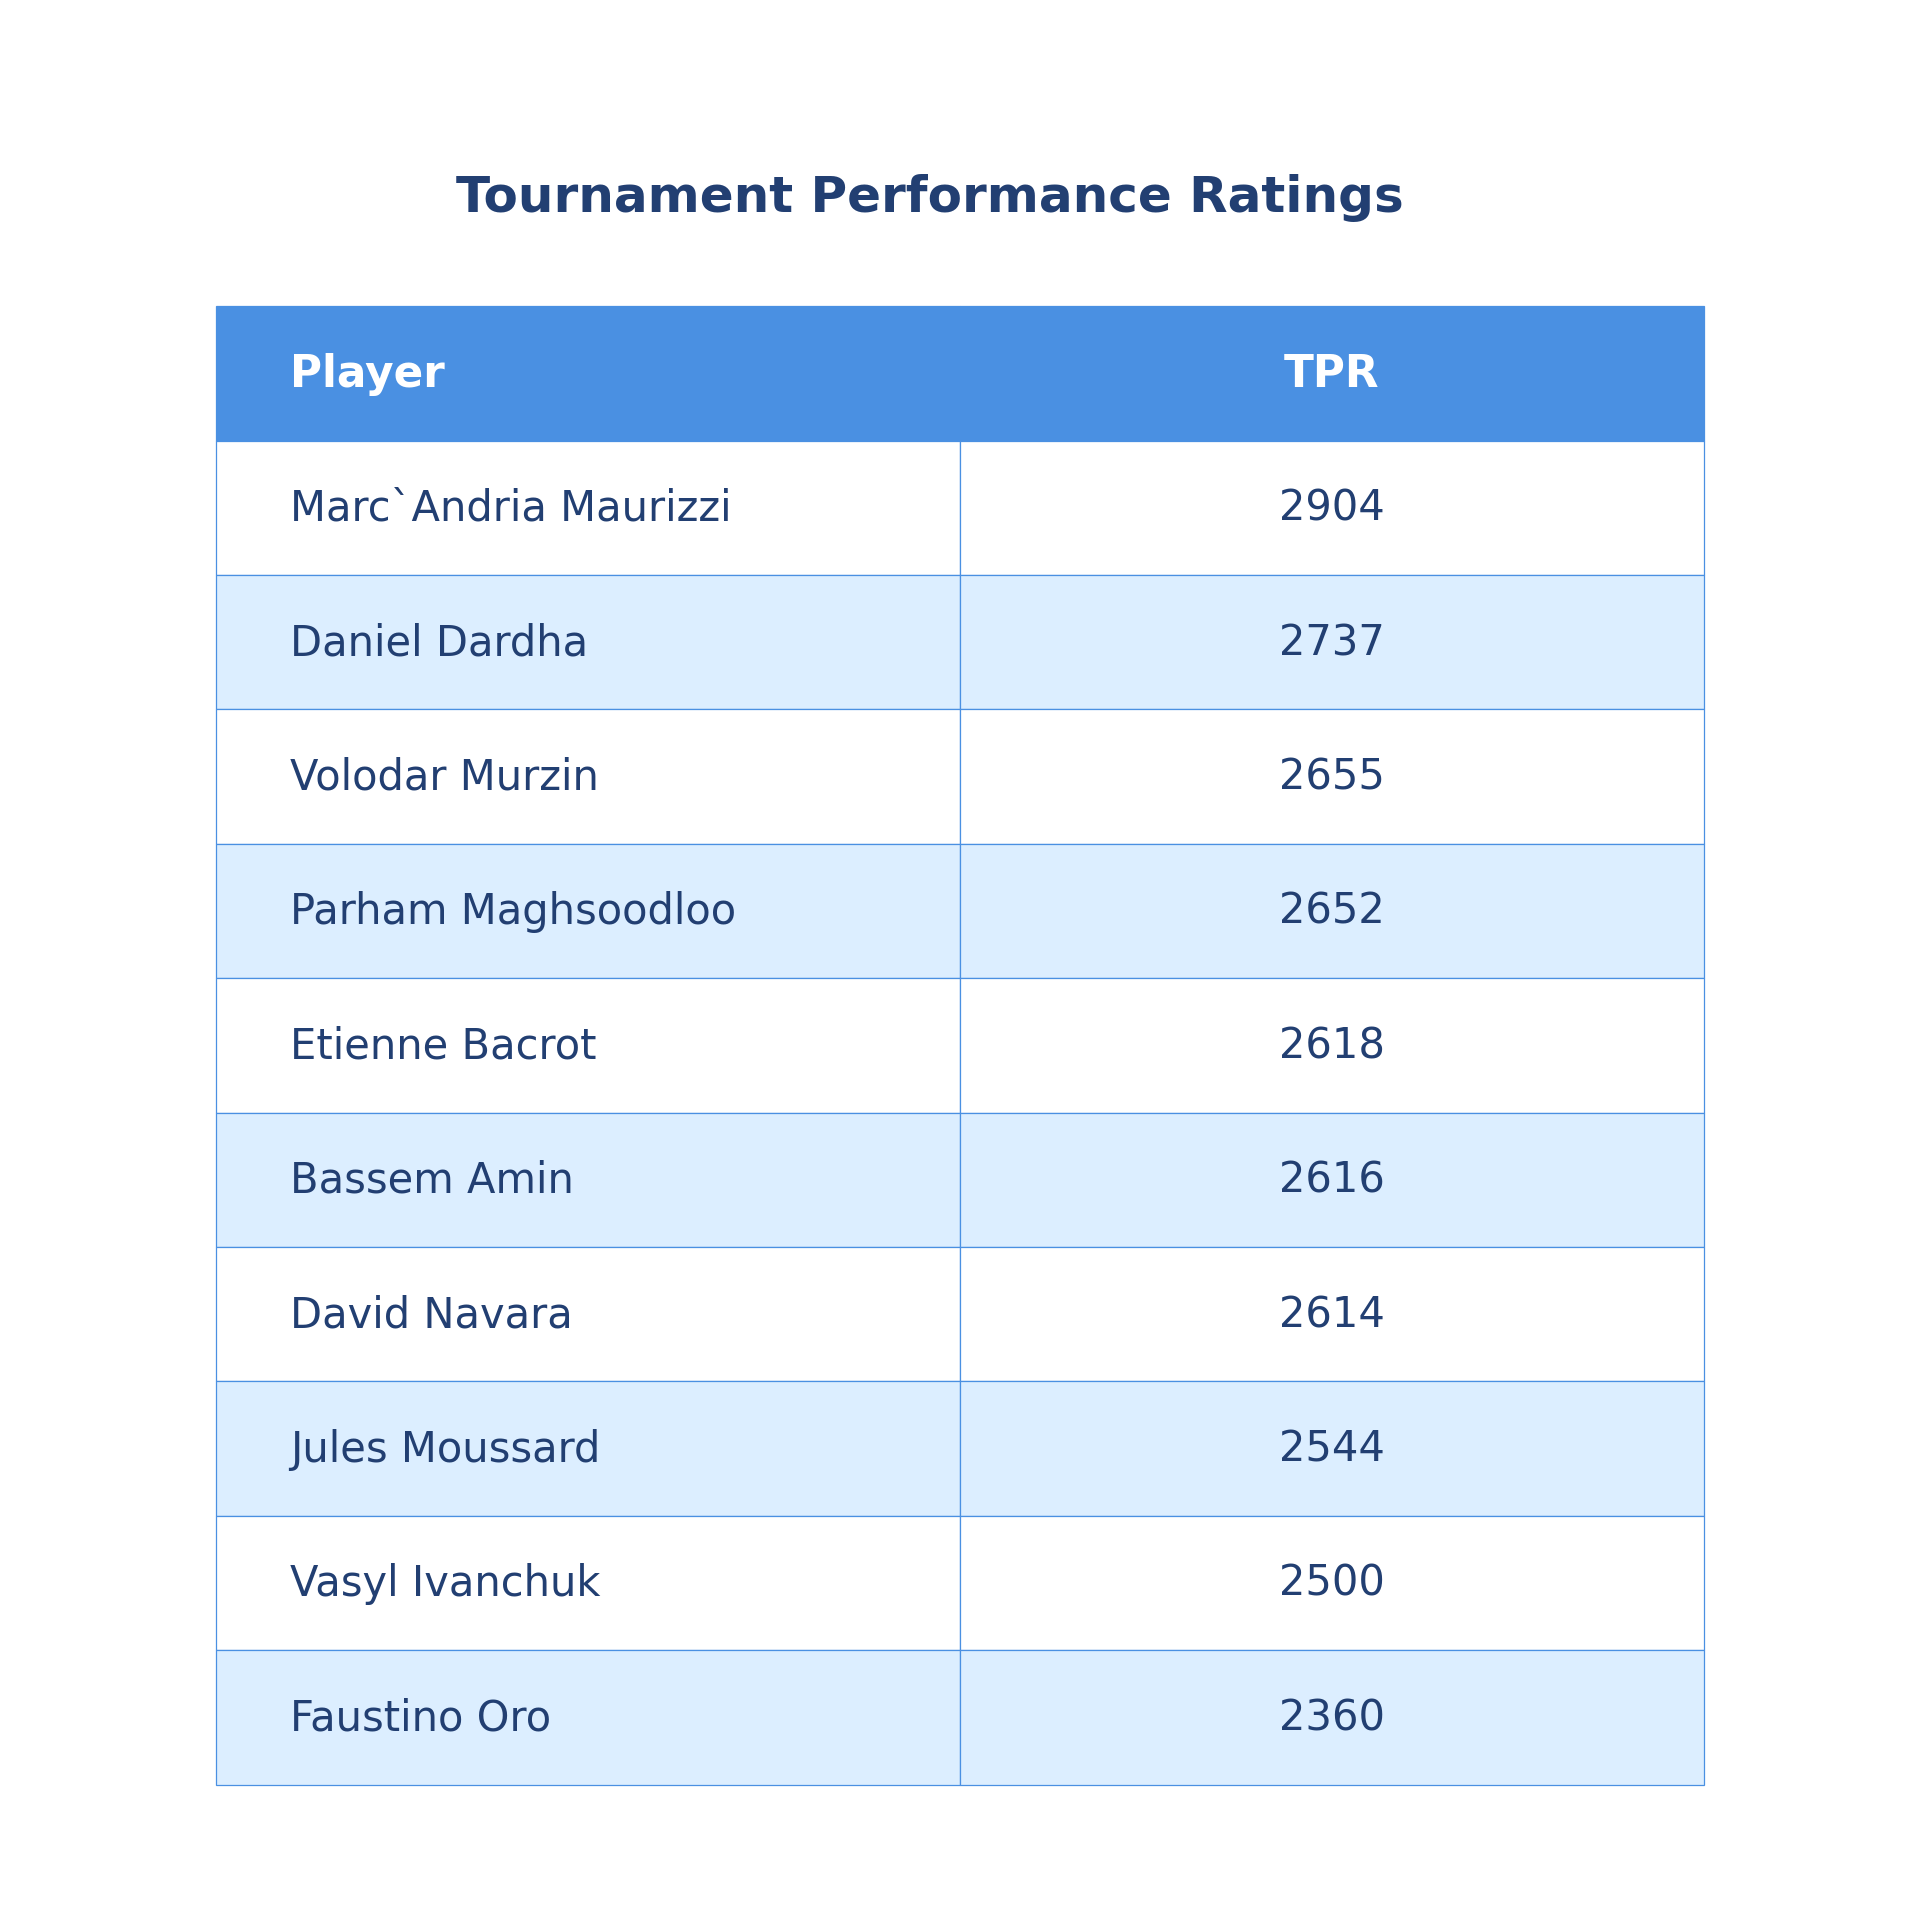 Tournament Performance Ratings
Player TPR
Marc`Andria Maurizzi 2904
Daniel Dardha 2737
Volodar Murzin 2655
Parham Maghsoodloo 2652
Etienne Bacrot 2618
Bassem Amin 2616
David Navara 2614
Jules Moussard 2544
Vasyl Ivanchuk 2500
Faustino Oro 2360